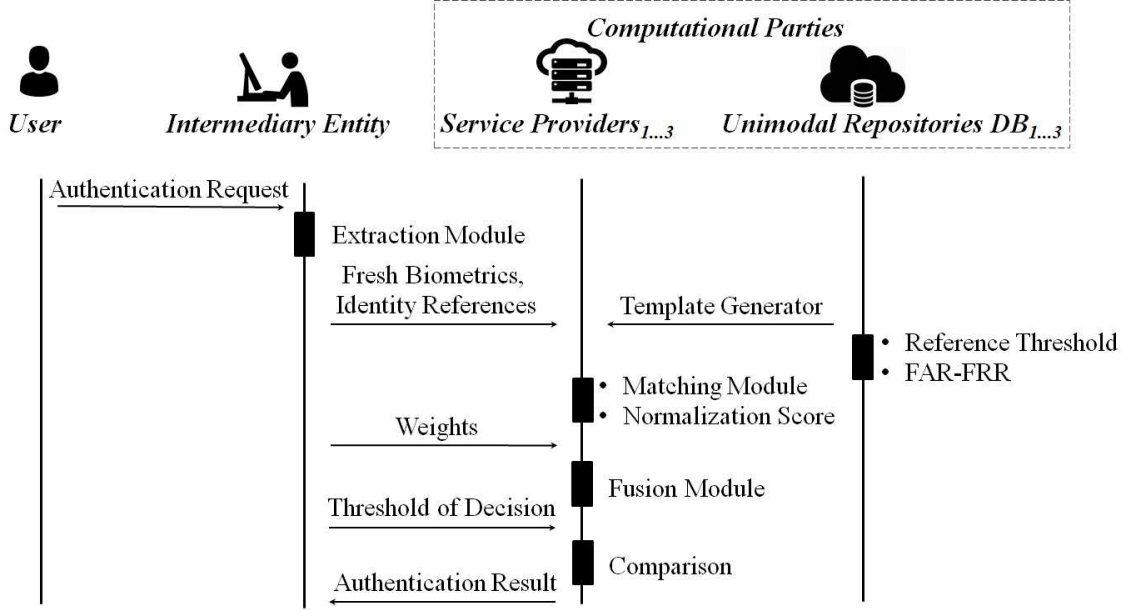 Computational Parties
User
Intermediary Entity
Service Providers1...3
Unimodal Repositories DB1...3
Authentication Request
Extraction Module
Fresh Biometrics,
Identity References
Template Generator
• Reference Threshold
• FAR-FRR
• Matching Module
• Normalization Score
Weights
Fusion Module
Threshold of Decision
Comparison
Authentication Result